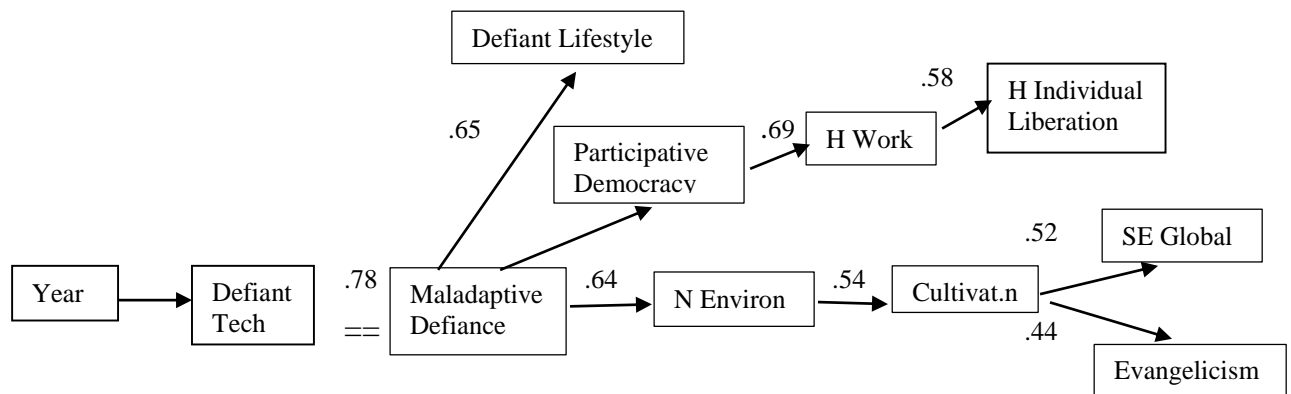 Defiant Lifestyle
.65
.58
H Individual
Liberation
.69
H Work
Participative
Democracy
.52
SE Global
Year
Defiant
Tech
.78
==
Maladaptive
Defiance
.64
N Environ
.54
Cultivat.n
.44
Evangelicism